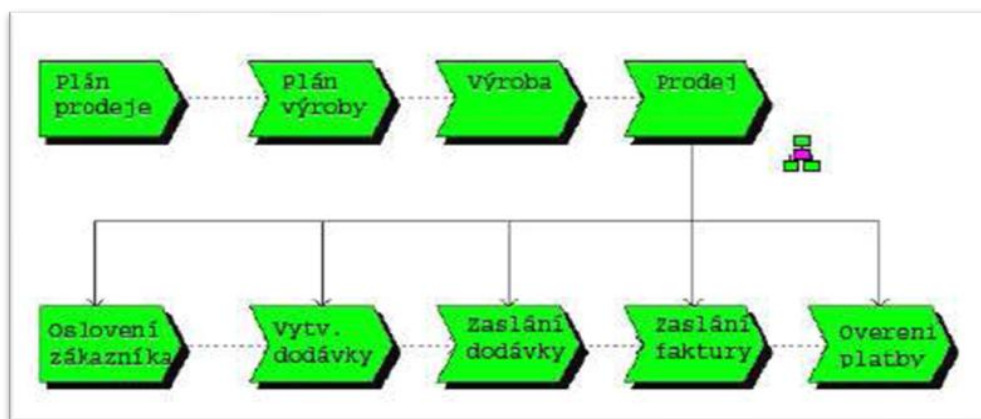 Plán
prodeje
Plán
výroby
Výroba
Prodej
Oslovení
zákazníka
Vytv.
dodávky
Zaslání
dodávky
Zaslání
faktury
Overeni
platby